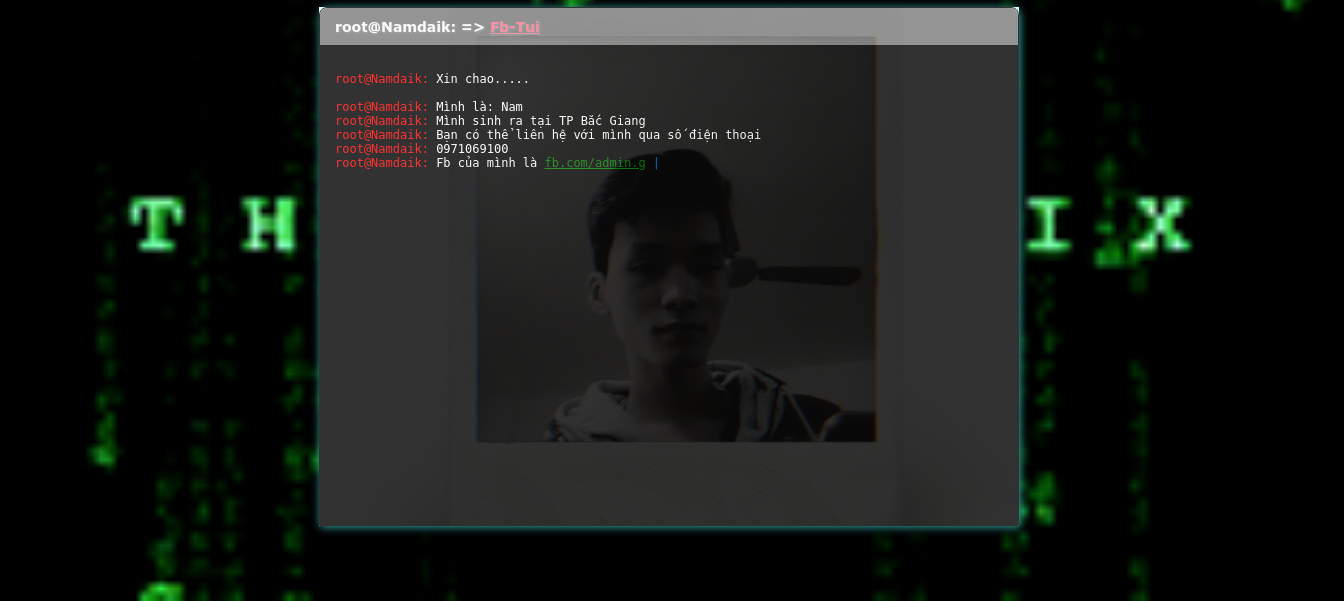 root@Namdaik: => Fb-Tui
root@Namdaik: Xin chao.....
root@Namdaik: Mình là: Nam
root@Namdaik: Mình sinh ra tại TP Bắc Giang
root@Namdaik: Bạn có thể liên hệ với mình qua số điện thoại
root@Namdaik: 0971069100
root@Namdaik: Fb của mình là fb.com/admin.q |
T H I X